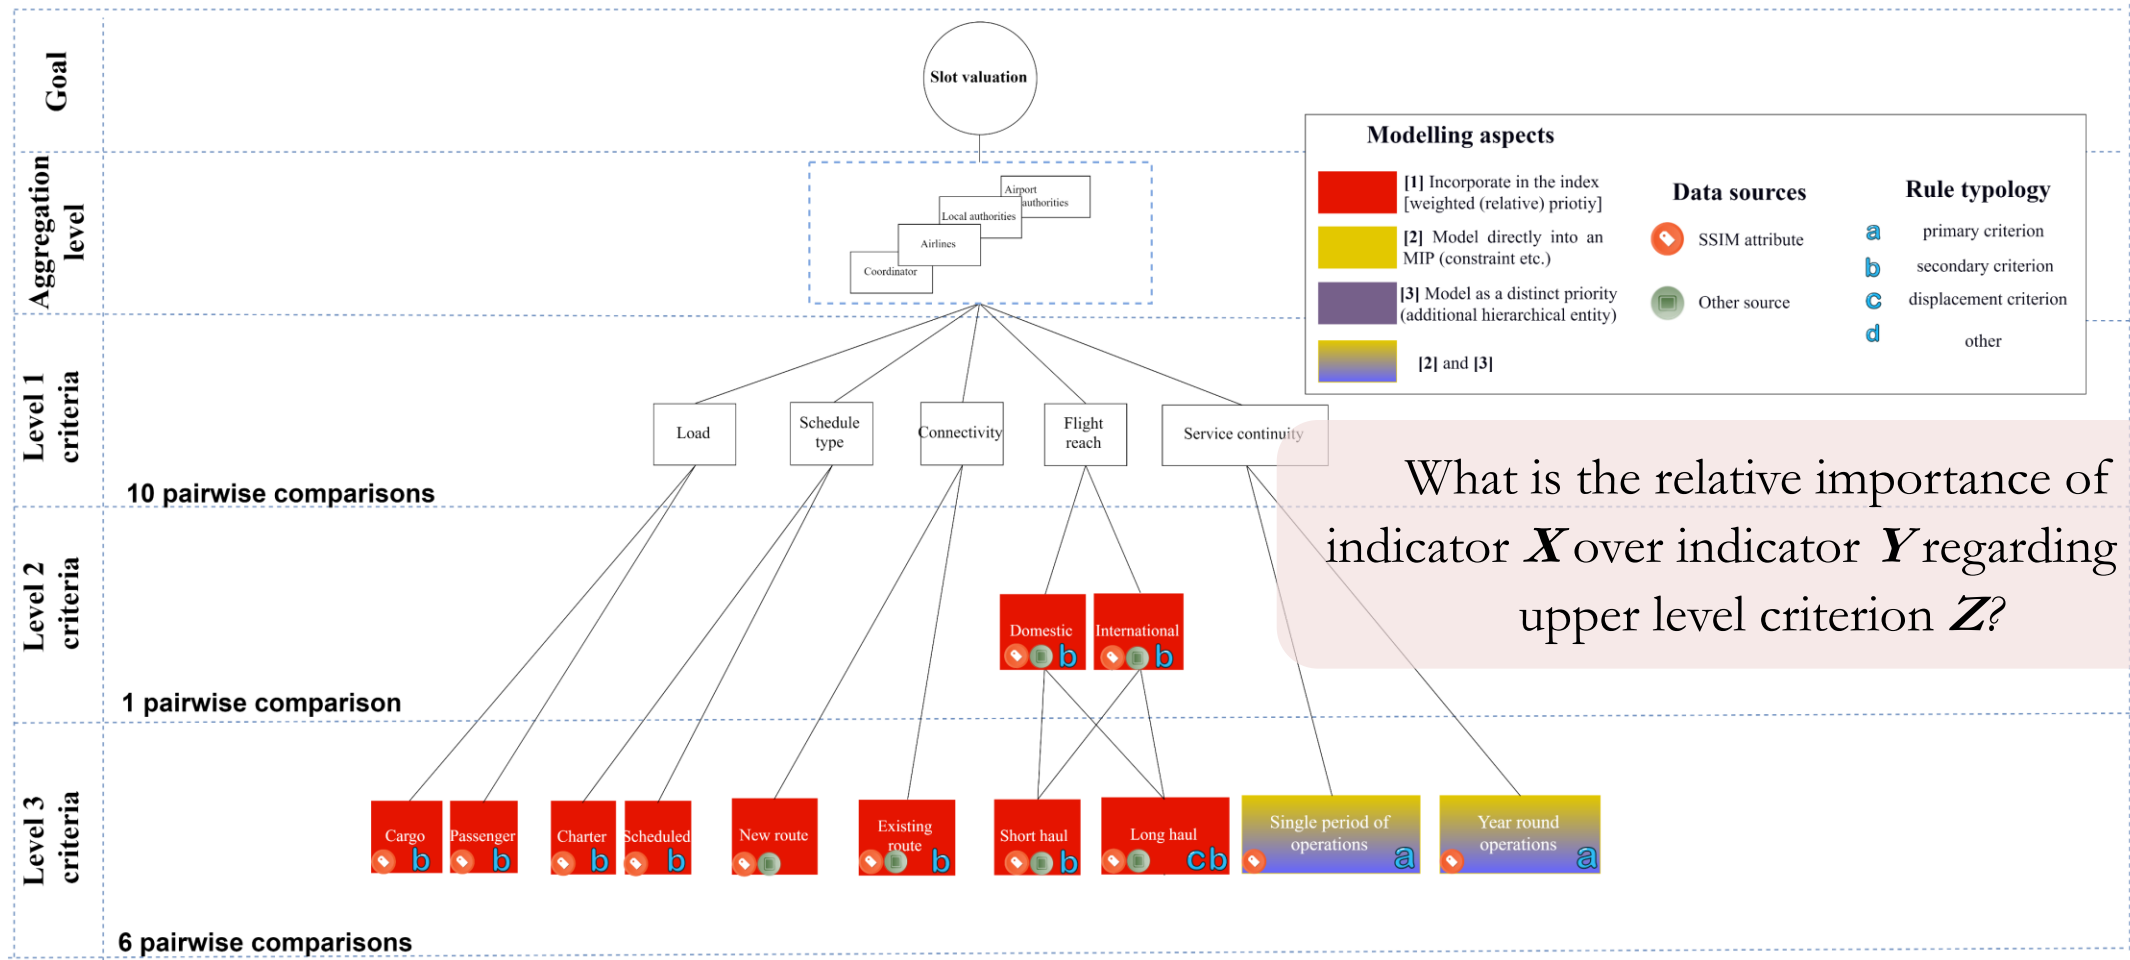 Goal
Slot valuation
Aggregation
level
Airport
authorities
Local authorities
Airlines
Coordinator
Modelling aspects
[1] Incorporate in the index
[weighted (relative) priotiy]
[2] Model directly into an
MIP (constraint etc.)
[3] Model as a distinct priority
(additional hierarchical entity)
[2] and [3]
Data sources
SSIM attribute
Other source
Rule typology
a primary criterion
b secondary criterion
c displacement criterion
d other
Level 1
criteria
Load
Schedule
type
Connectivity
Flight
reach
Service continuity
10 pairwise comparisons
What is the relative importance of
indicator X over indicator Y regarding
upper level criterion Z?
Level 2
criteria
Domestic
b
International
b
1 pairwise comparison
Level 3
criteria
Cargo
b
Passenger
b
Charter
b
Scheduled
b
New route
Existing
route
b
Short haul
b
Long haul
cb
Single period of
operations
a
Year round
operations
a
6 pairwise comparisons